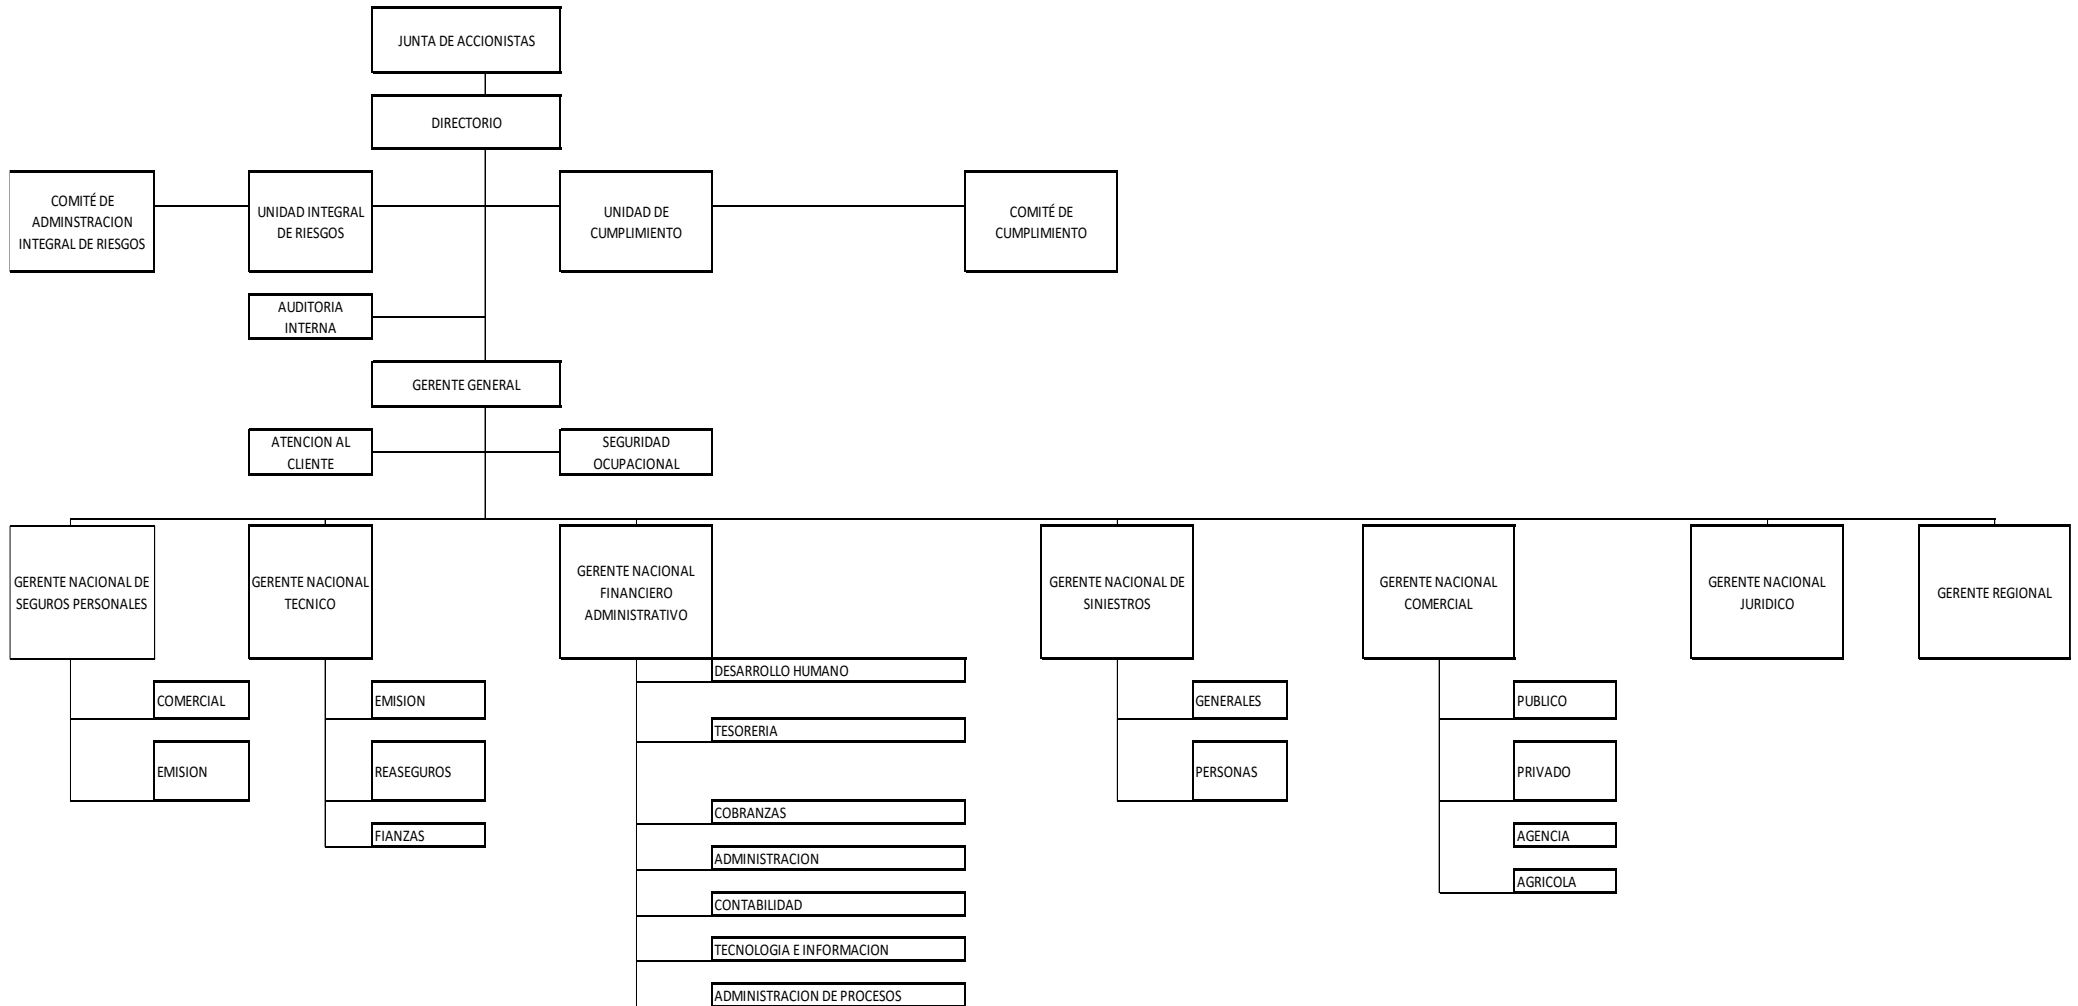 JUNTA DE ACCIONISTAS
DIRECTORIO
COMITÉ DE
ADMINSTRACION
INTEGRAL DE RIESGOS
UNIDAD INTEGRAL
DE RIESGOS
UNIDAD DE
CUMPLIMIENTO
COMITÉ DE
CUMPLIMIENTO
AUDITORIA
INTERNA
GERENTE GENERAL
ATENCION AL
CLIENTE
SEGURIDAD
OCUPACIONAL
GERENTE NACIONAL DE
SEGUROS PERSONALES
GERENTE NACIONAL
TECNICO
GERENTE NACIONAL
FINANCIERO
ADMINISTRATIVO
GERENTE NACIONAL DE
SINIESTROS
GERENTE NACIONAL
COMERCIAL
GERENTE NACIONAL
JURIDICO
GERENTE REGIONAL
COMERCIAL
EMISION
EMISION
REASEGUROS
FIANZAS
DESARROLLO HUMANO
TESORERIA
COBRANZAS
ADMINISTRACION
CONTABILIDAD
TECNOLOGIA E INFORMACION
ADMINISTRACION DE PROCESOS
GENERALES
PERSONAS
PUBLICO
PRIVADO
AGENCIA
AGRICOLA